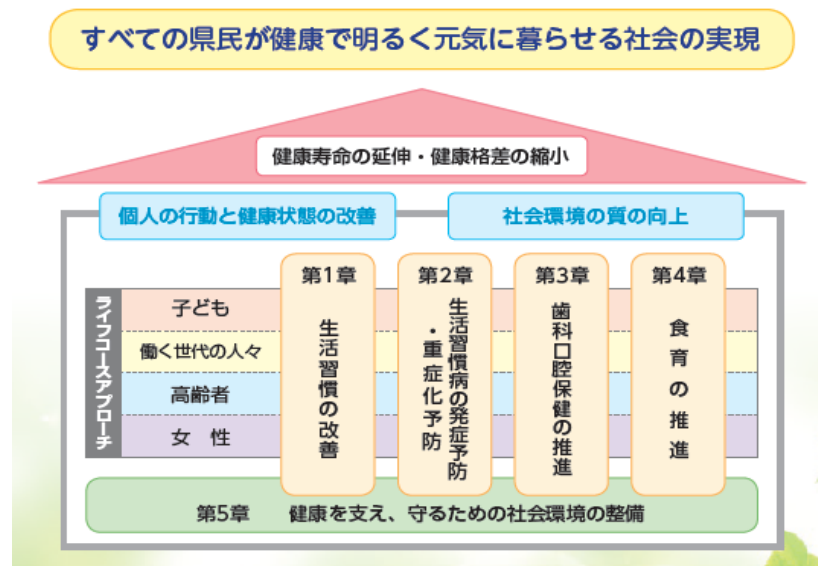 すべての県民が健康で明るく元気に暮らせる社会の実現
健康寿命の延伸・健康格差の縮小
個人の行動と健康状態の改善
社会環境の質の向上
ライフコースアプローチ
子ども
働く世代の人々
高齢者
女 性
第1章
生活習慣の改善
第2章
生活習慣病の発症予防
・重症化予防
第3章
歯科口腔保健の推進
第4章
食育の推進
第5章 健康を支え、守るための社会環境の整備